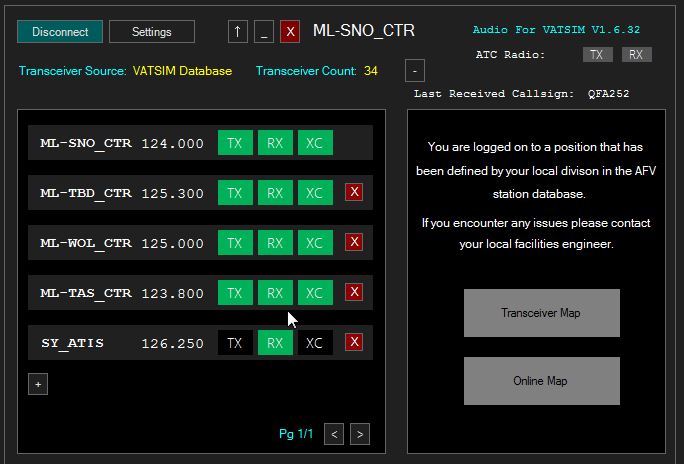 Disconnect Settings ↑ _ X ML-SNO_CTR Audio For VATSIM V1.6.32
ATC Radio: TX RX
Transceiver Source: VATSIM Database Transceiver Count: 34 -
Last Received Callsign: QFA252
ML-SNO_CTR 124.000 TX RX XC
ML-TBD_CTR 125.300 TX RX XC X
ML-WOL_CTR 125.000 TX RX XC X
ML-TAS_CTR 123.800 TX RX XC X
SY_ATIS 126.250 TX RX XC X
+
Pg 1/1 < >
You are logged on to a position that has
been defined by your local divison in the AFV
station database.
If you encounter any issues please contact
your local facilities engineer.
Transceiver Map
Online Map